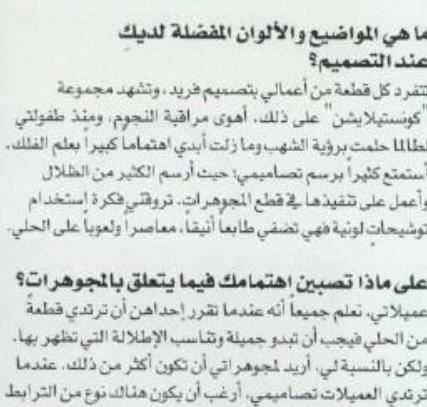 ما هي المواضيع والألوان المفضلة لديكِ
عند التصميم؟
تتفرد كل قطعة من أعمالي بتصميم فريد، وتشهد مجموعة
"كونستيلايشن" على ذلك. أهوى مراقبة النجوم، ومنذ طفولتي
لطالما حلمت برؤية الشهب وما زلت أبدي اهتماماً كبيراً بعلم الفلك.
أستمتع كثيراً برسم تصاميمي؛ حيث أرسم الكثير من الظلال
وأعمل على تنفيذها في قطع المجوهرات. تروقني فكرة استخدام
توشيحات لونية فهي تضفي طابعاً أنيقاً، معاصراً ولعوباً على الحلي.
على ماذا تصبين اهتمامك فيما يتعلق بالمجوهرات؟
عميلاتي، نعلم جميعاً أنه عندما تقرر إحداهن أن ترتدي قطعة
من الحلي فيجب أن تبدو جميلة وتناسب الإطلالة التي تظهر بها.
ولكن بالنسبة لي، أريد لمجوهراتي أن تكون أكثر من ذلك. عندما
ترتدي العميلات تصاميمي، أرغب أن يكون هناك نوع من الترابط